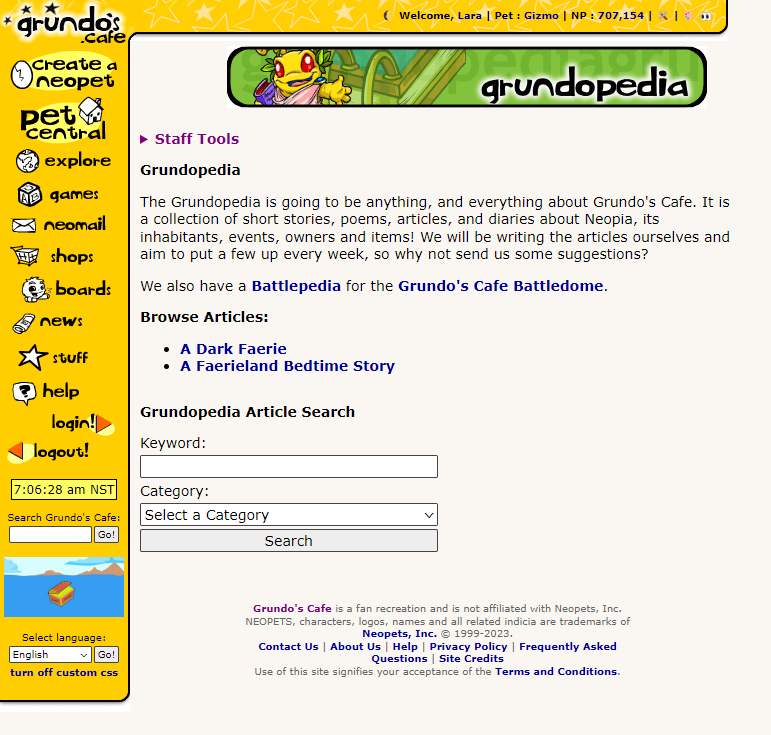 grundo's
.cafe
Welcome, Lara | Pet : Gizmo | NP : 707,154 | |
create a
neopet
pet
central
explore
games
neomail
shops
boards
news
stuff
help
login!
logout!
7:06:28 am NST
Search Grundo's Cafe:
Go!
Select language:
English
Go!
turn off custom css
grundopedia
Staff Tools
Grundopedia
The Grundopedia is going to be anything, and everything about Grundo's Cafe. It is
a collection of short stories, poems, articles, and diaries about Neopia, its
inhabitants, events, owners and items! We will be writing the articles ourselves and
aim to put a few up every week, so why not send us some suggestions?
We also have a Battlepedia for the Grundo's Cafe Battledome.
Browse Articles:
• A Dark Faerie
• A Faerieland Bedtime Story
Grundopedia Article Search
Keyword:
Category:
Select a Category
Search
Grundo's Cafe is a fan recreation and is not affiliated with Neopets, Inc.
NEOPETS, characters, logos, names and all related indicia are trademarks of
Neopets, Inc. © 1999-2023.
Contact Us | About Us | Help | Privacy Policy | Frequently Asked
Questions | Site Credits
Use of this site signifies your acceptance of the Terms and Conditions.